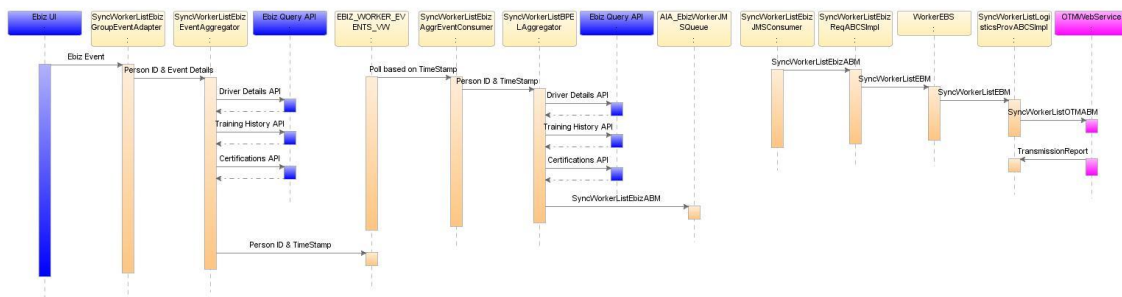 Ebiz UI
SyncWorkerListEbiz
GroupEventAdapter
SyncWorkerListEbiz
EventAggregator
Ebiz Query API
EBIZ_WORKER_EV
ENTS_VW
SyncWorkerListEbiz
AggrEventConsumer
SyncWorkerListBPE
LAggregator
Ebiz Query API
AIA_EbizWorkerJM
SQueue
SyncWorkerListEbiz
JMSConsumer
SyncWorkerListEbiz
ReqABCSImpl
WorkerEBS
SyncWorkerListLogi
sticsProvABCSImpl
OTMWebService
Ebiz Event
Person ID & Event Details
Driver Details API
Training History API
Certifications API
Person ID & TimeStamp
Poll based on TimeStamp
Person ID & TimeStamp
Driver Details API
Training History API
Certifications API
SyncWorkerListEbizABM
SyncWorkerListEbizABM
SyncWorkerListEBM
SyncWorkerListEBM
SyncWorkerListOTMABM
TransmissionReport